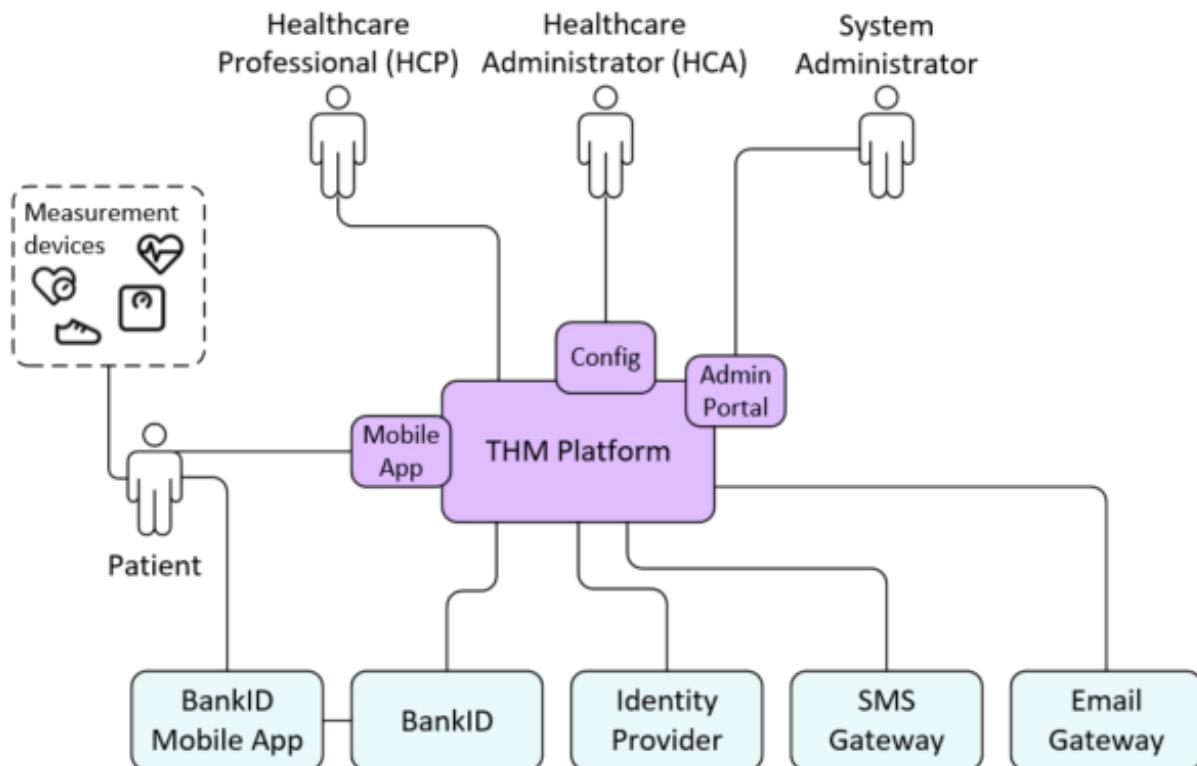 Healthcare
Professional (HCP)
Healthcare
Administrator (HCA)
System
Administrator
Measurement
devices
Config
Admin
Portal
Mobile
App
THM Platform
Patient
BankID
Mobile App
BankID
Identity
Provider
SMS
Gateway
Email
Gateway